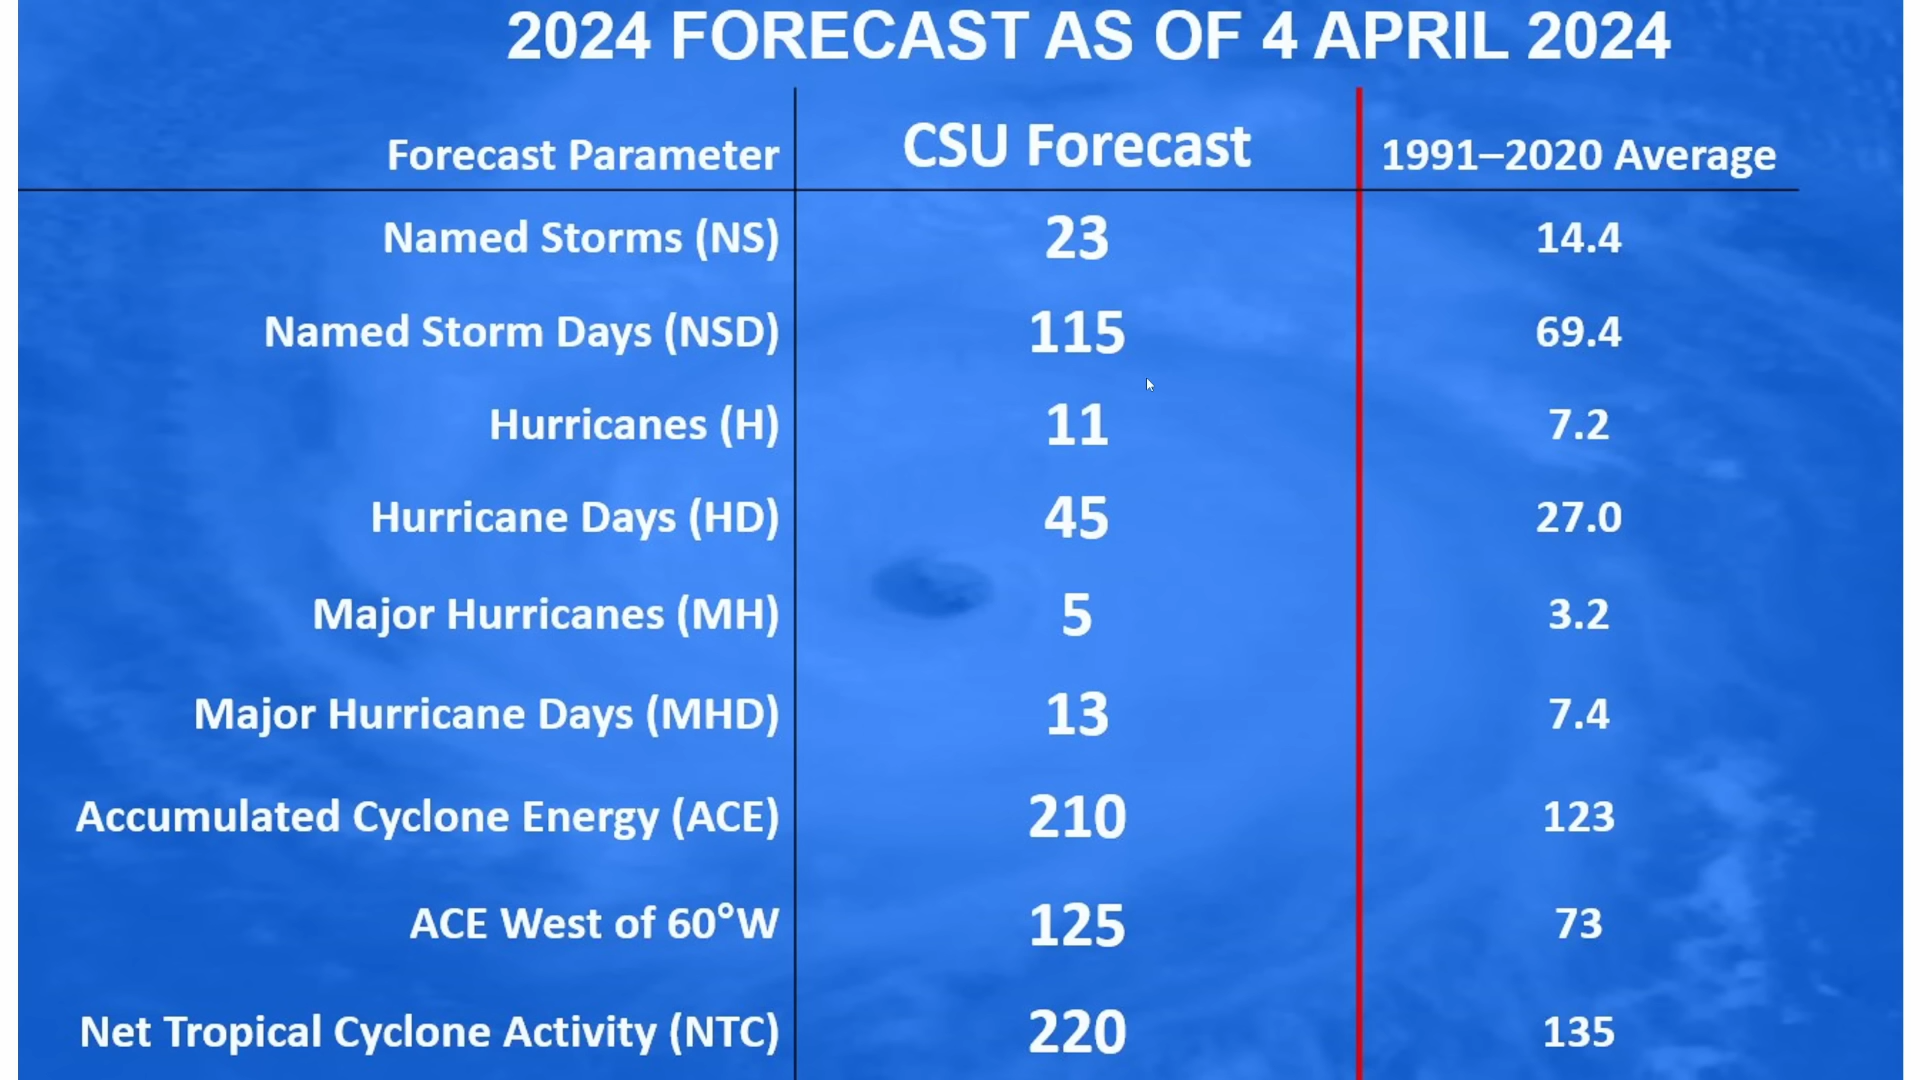 2024 FORECAST AS OF 4 APRIL 2024
Forecast Parameter CSU Forecast 1991–2020 Average
Named Storms (NS) 23 14.4
Named Storm Days (NSD) 115 69.4
Hurricanes (H) 11 7.2
Hurricane Days (HD) 45 27.0
Major Hurricanes (MH) 5 3.2
Major Hurricane Days (MHD) 13 7.4
Accumulated Cyclone Energy (ACE) 210 123
ACE West of 60°W 125 73
Net Tropical Cyclone Activity (NTC) 220 135